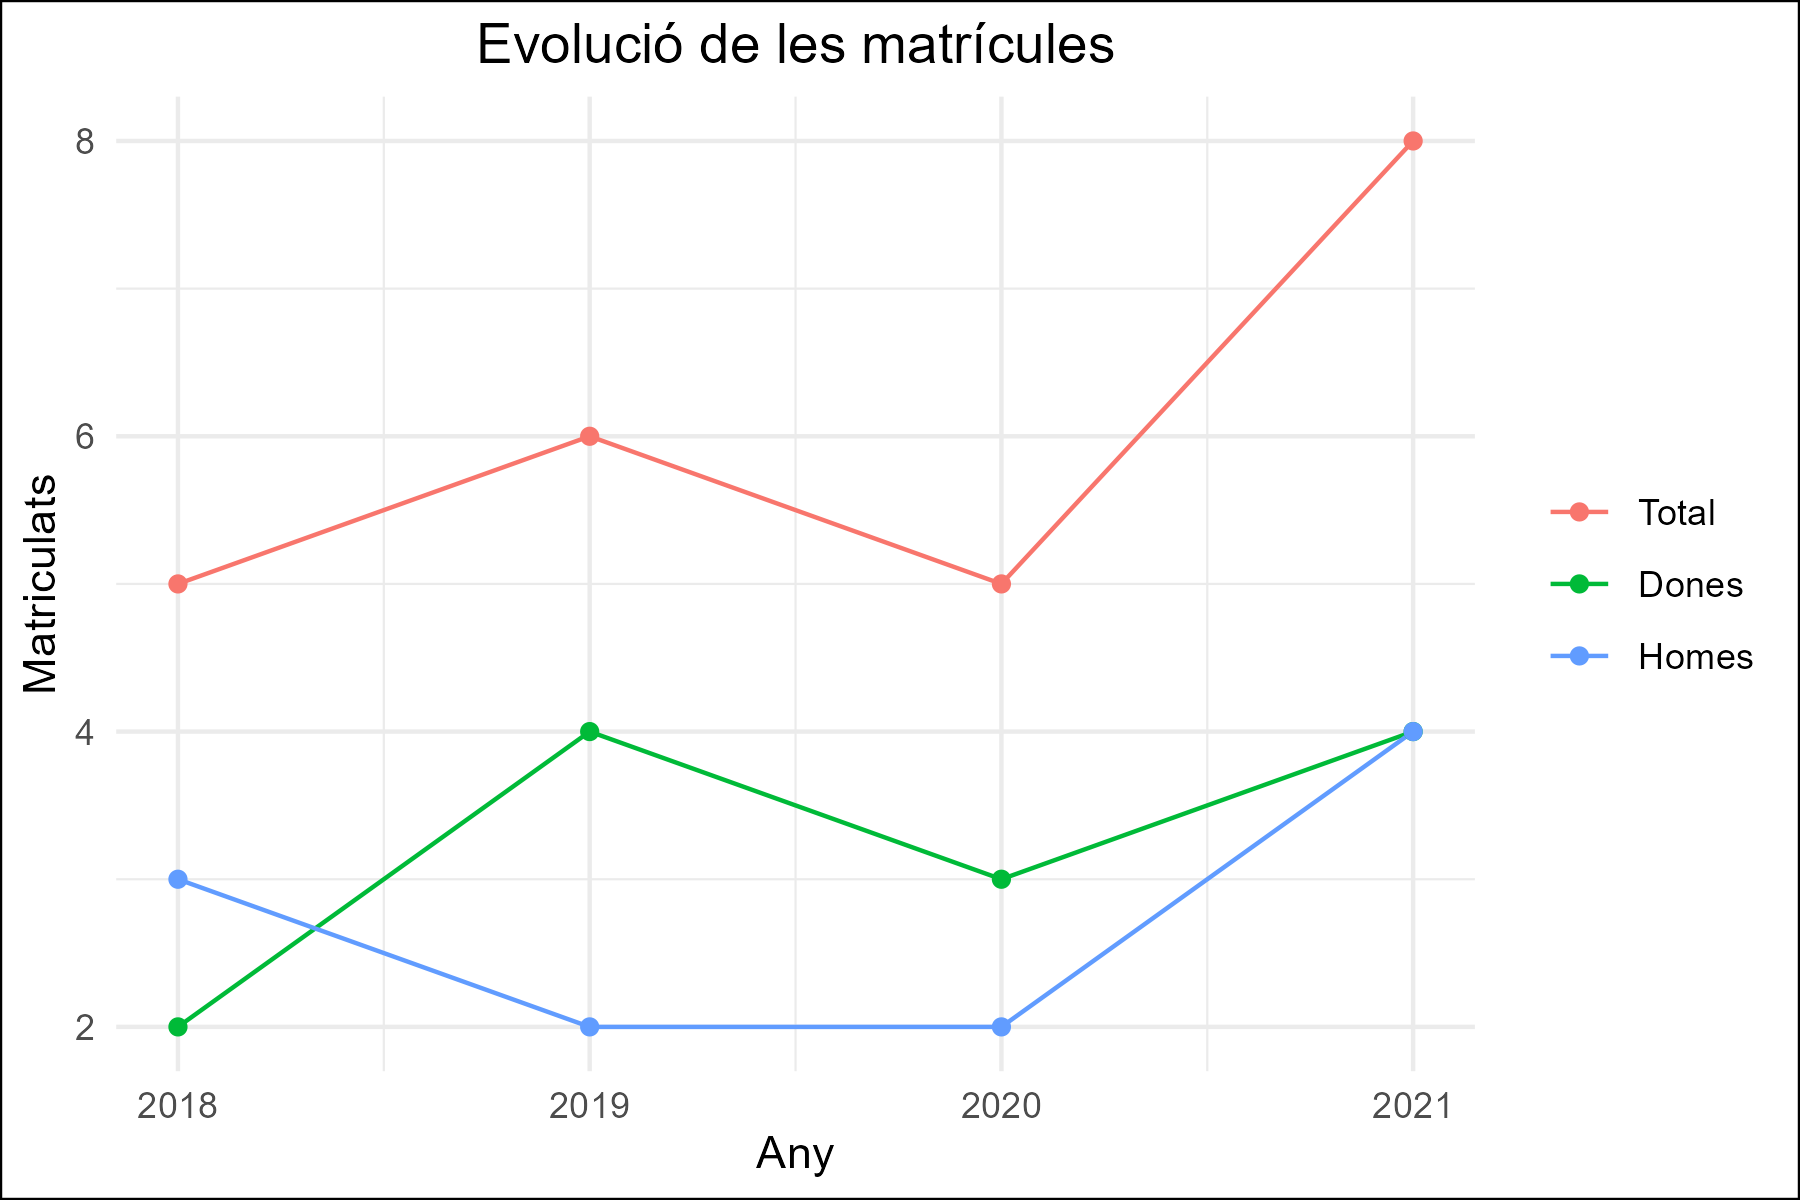 Evolució de les matrícules
Matriculats
8
6
4
2
2018
2019
2020
2021
Any
Total
Dones
Homes